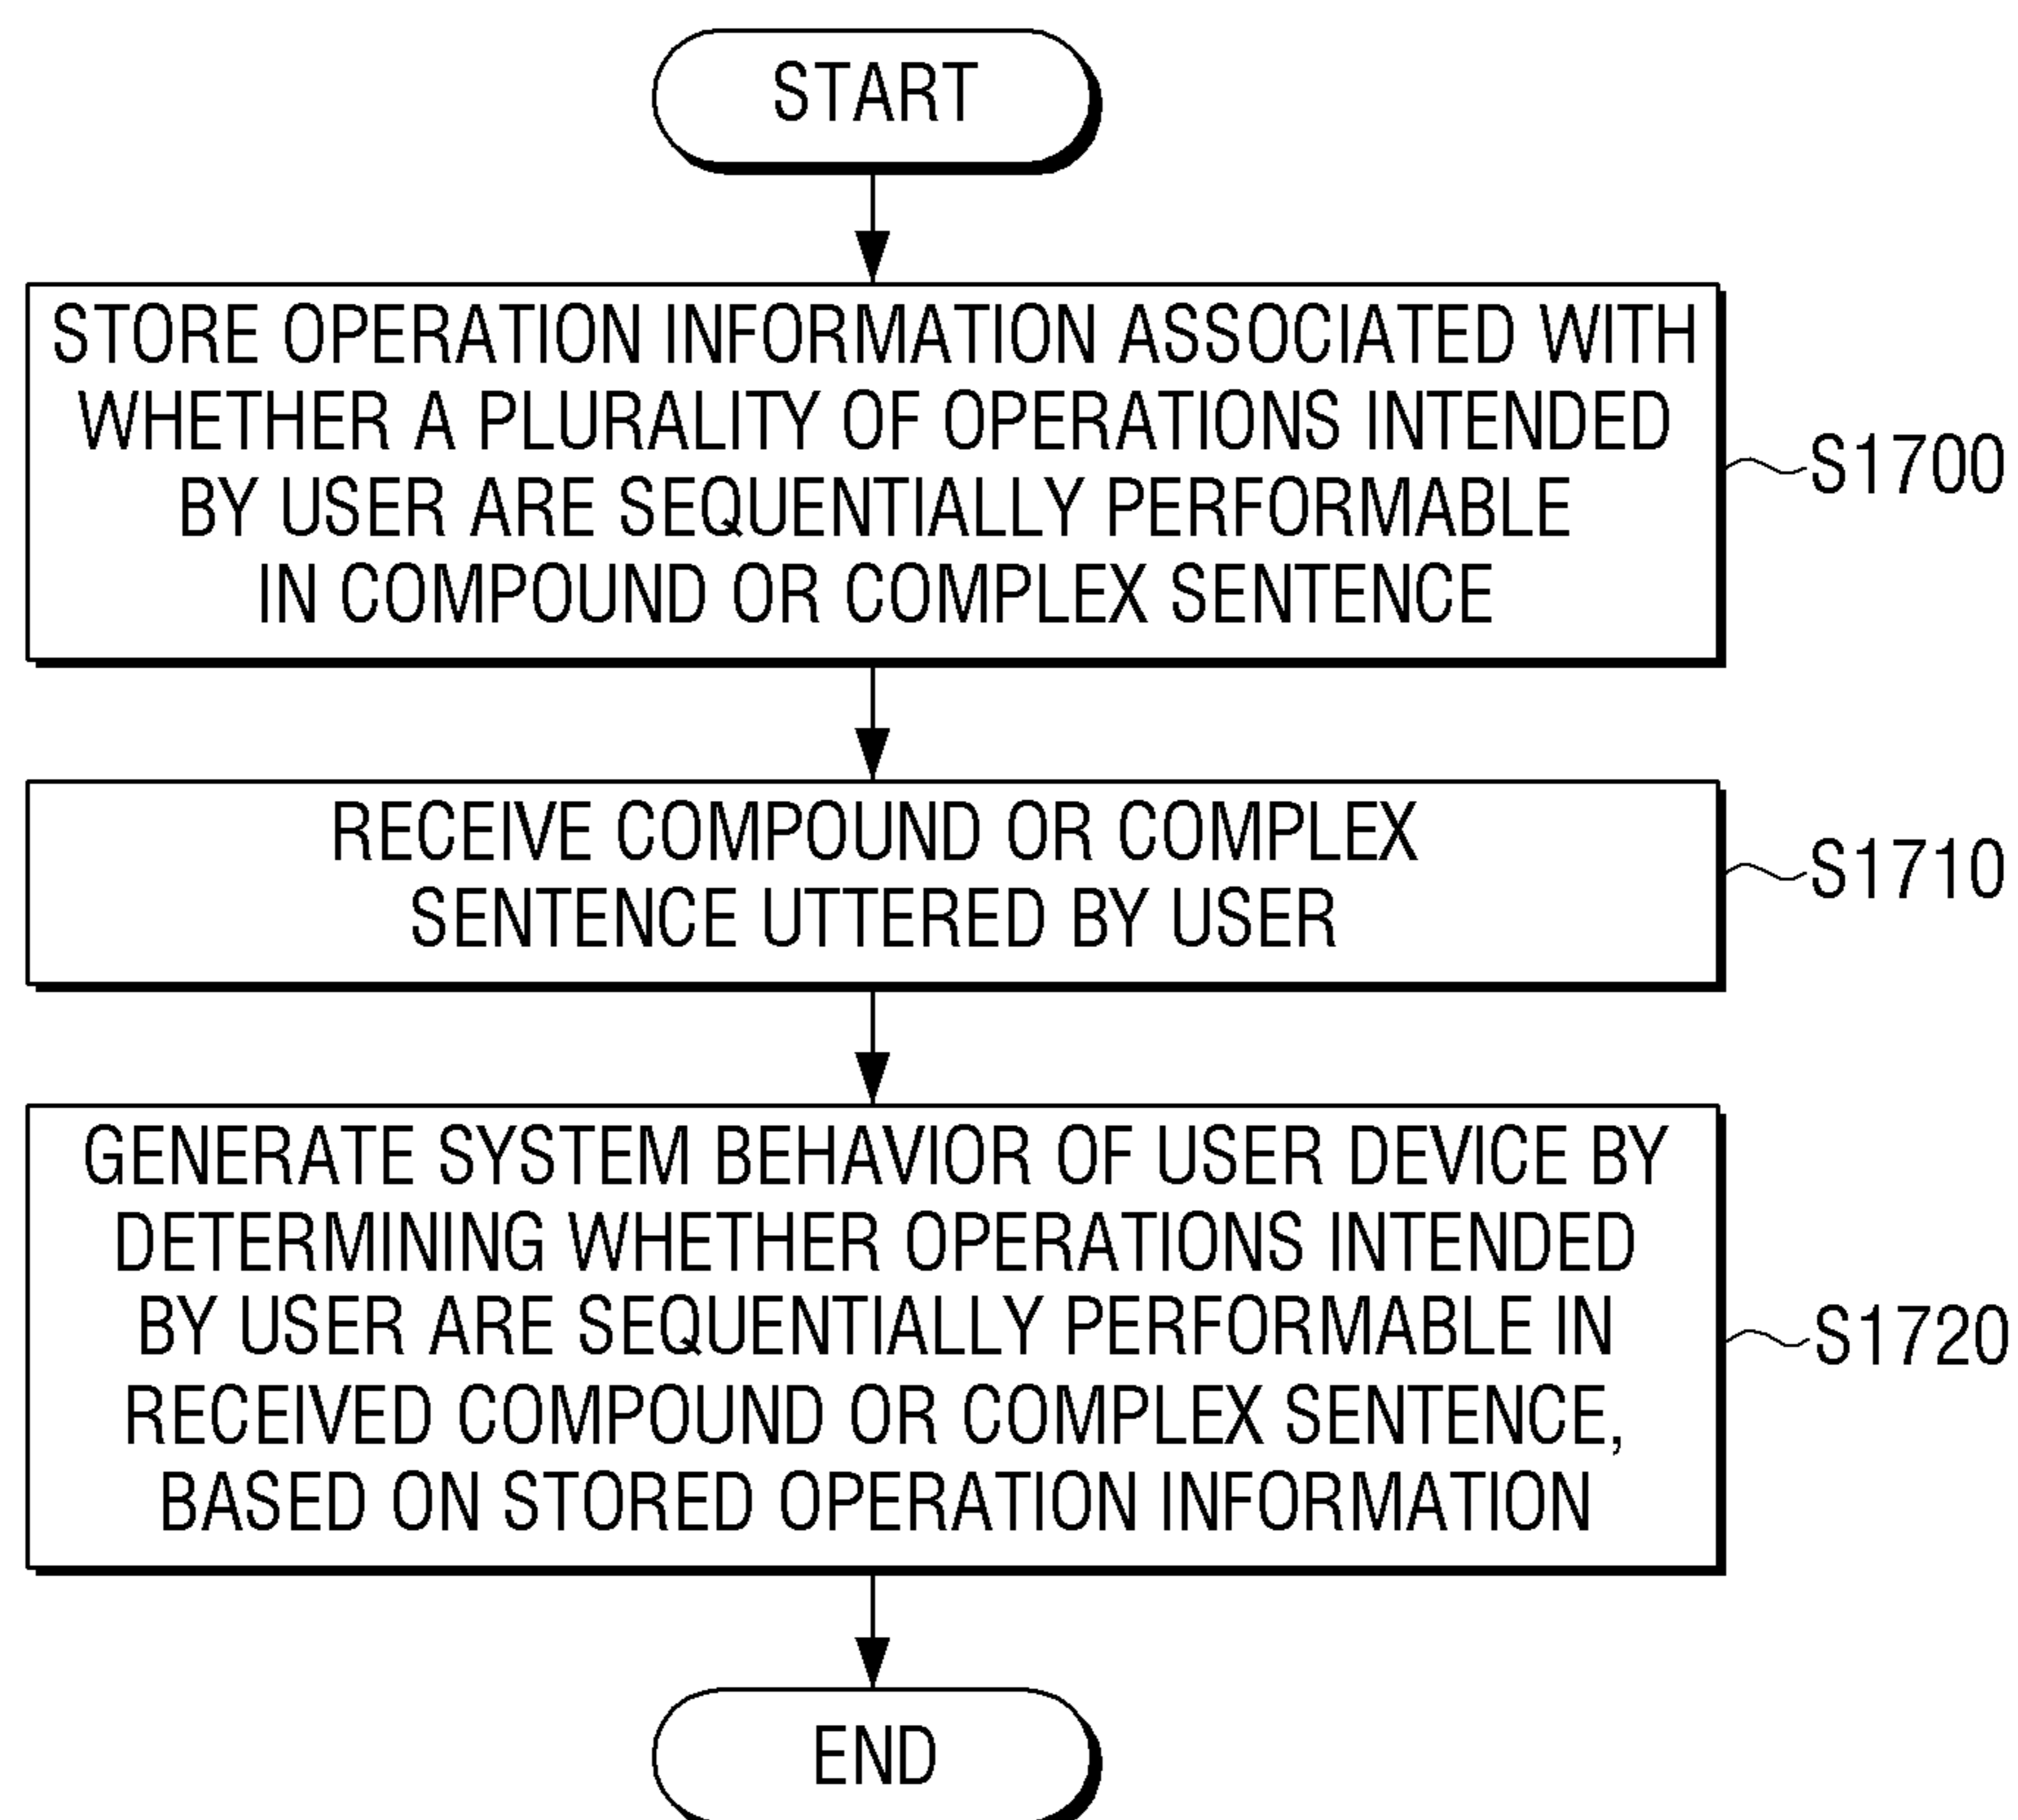 START
STORE OPERATION INFORMATION ASSOCIATED WITH
WHETHER A PLURALITY OF OPERATIONS INTENDED
BY USER ARE SEQUENTIALLY PERFORMABLE
IN COMPOUND OR COMPLEX SENTENCE
S1700
RECEIVE COMPOUND OR COMPLEX
SENTENCE UTTERED BY USER
S1710
GENERATE SYSTEM BEHAVIOR OF USER DEVICE BY
DETERMINING WHETHER OPERATIONS INTENDED
BY USER ARE SEQUENTIALLY PERFORMABLE IN
RECEIVED COMPOUND OR COMPLEX SENTENCE,
BASED ON STORED OPERATION INFORMATION
S1720
END